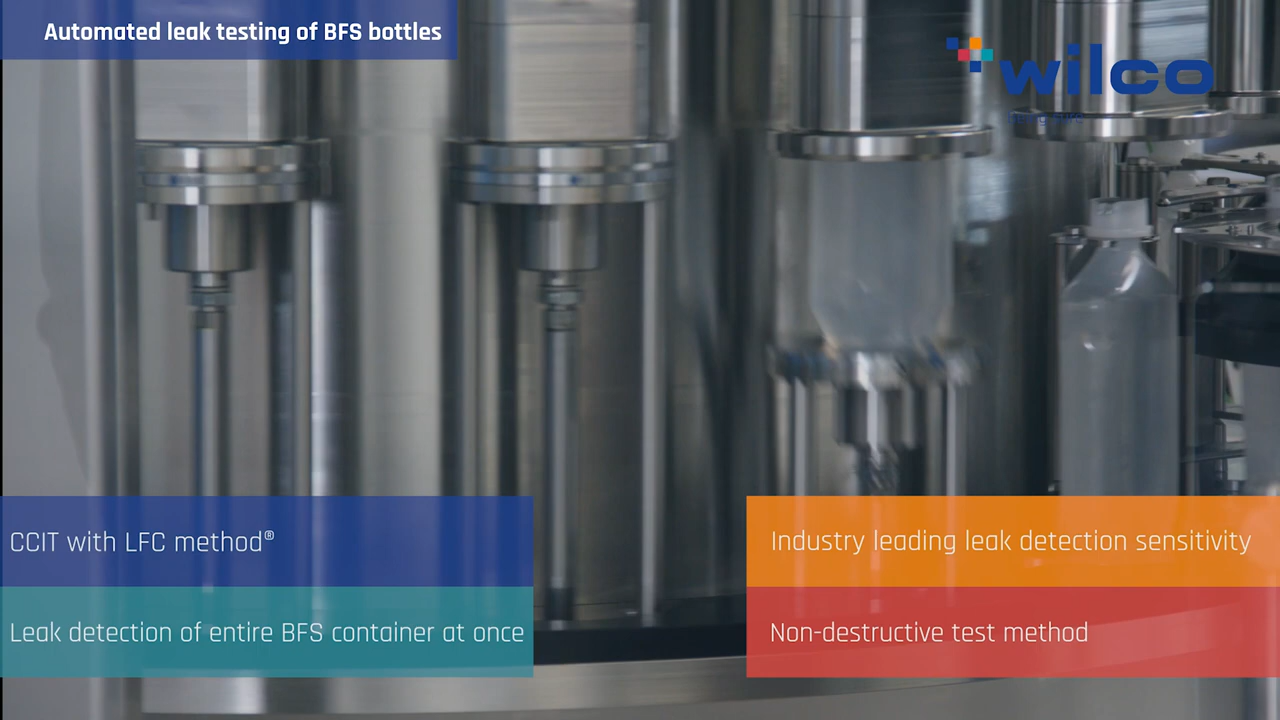 Automated leak testing of BFS bottles
wilco
CCIT with LFC method®
Leak detection of entire BFS container at once
Industry leading leak detection sensitivity
Non-destructive test method